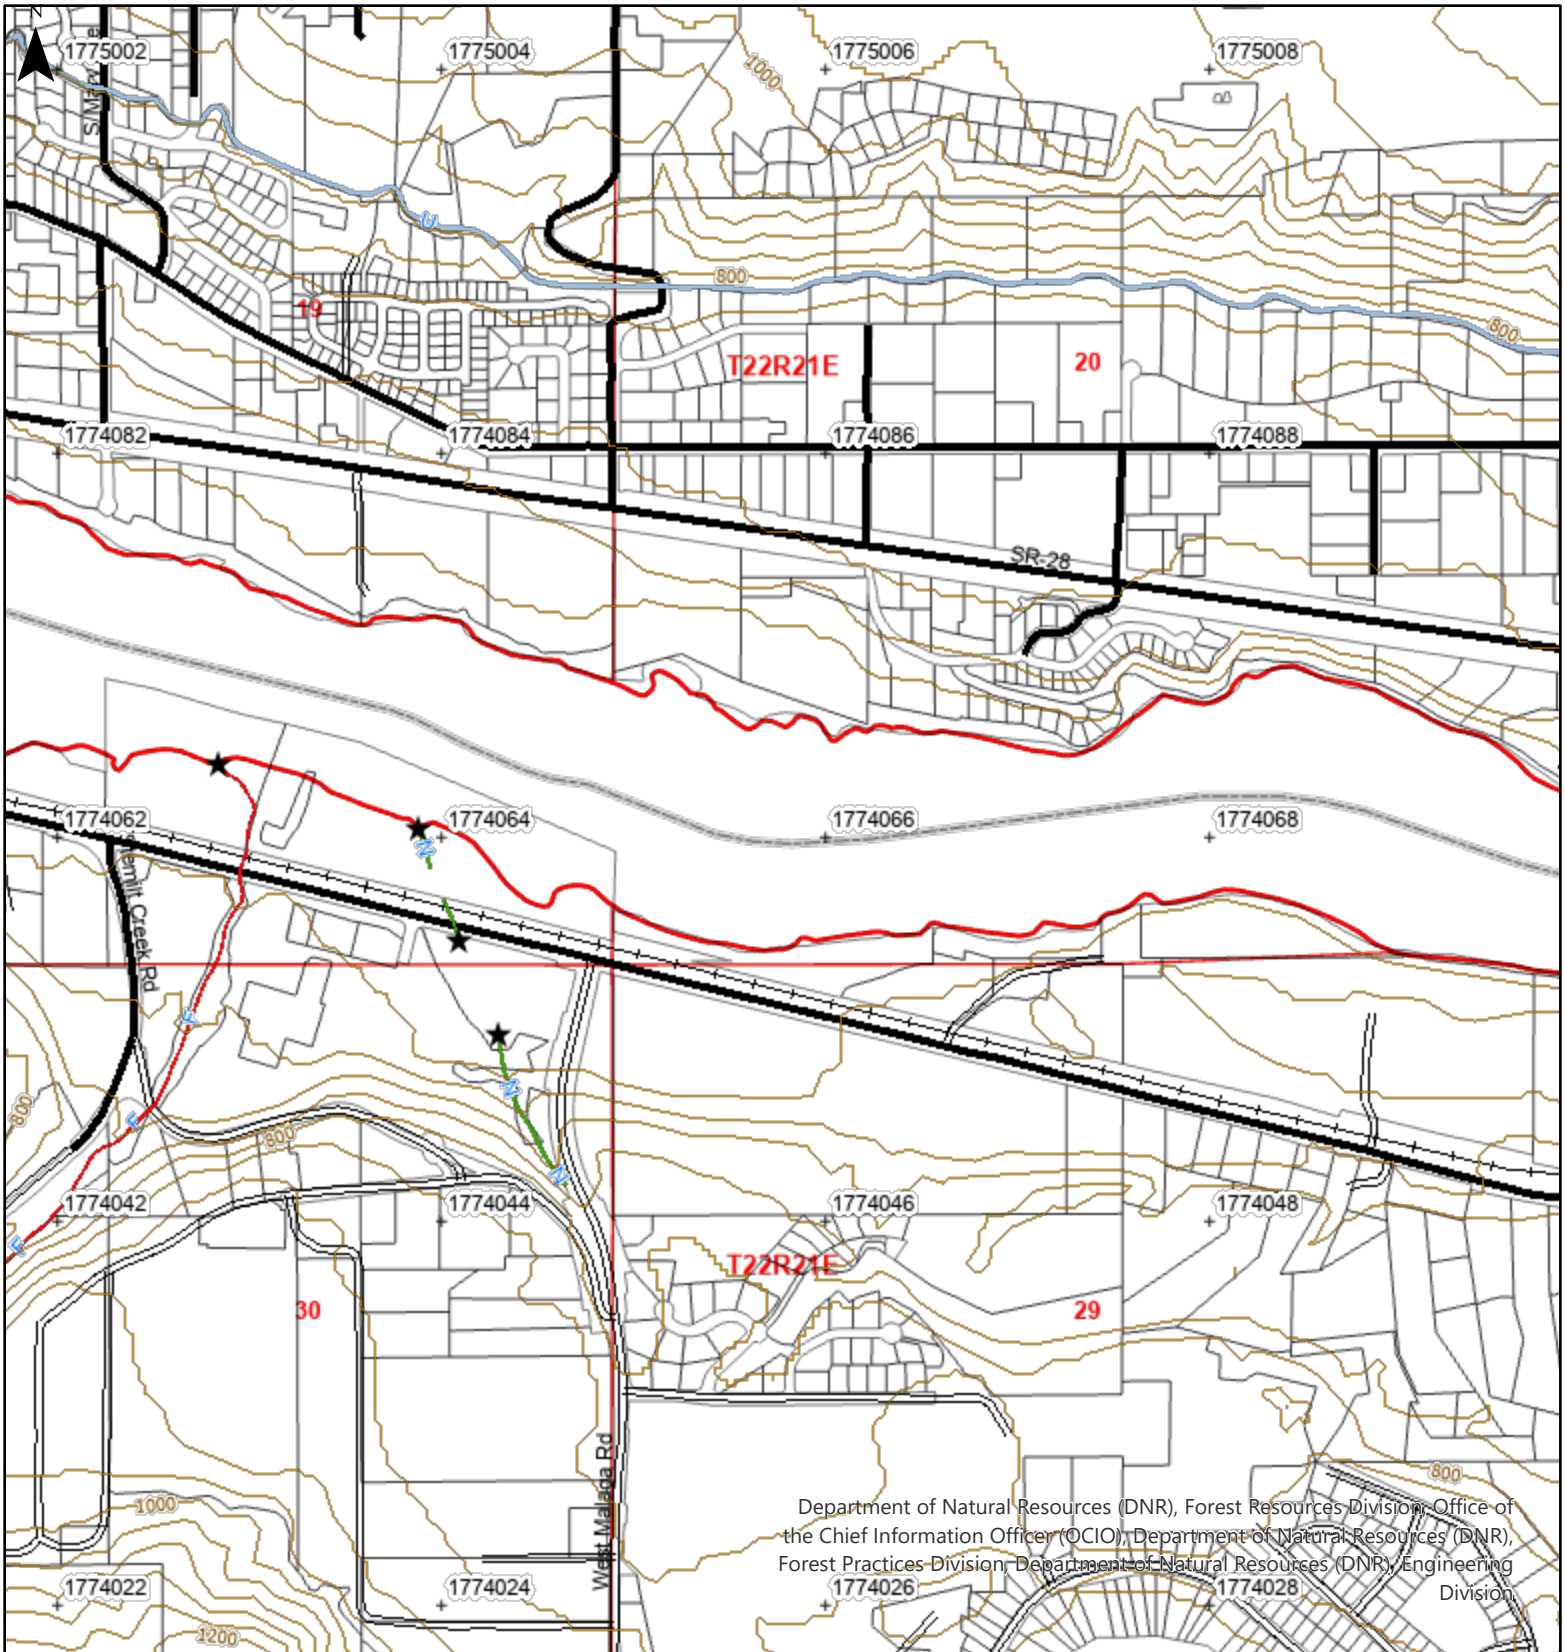 N
1775002
1775004
1775006
1775008
1000
U
800
800
19
T22R21E
20
1774082
1774084
1774086
1774088
SR-28
1774062
1774064
1774066
1774068
N
Creek Rd
F
N
F
800
800
N
1774042
1774044
1774046
1774048
F
T22R21E
30
29
West Malaga Rd
800
1000
Department of Natural Resources (DNR), Forest Resources Division, Office of
the Chief Information Officer (OCIO), Department of Natural Resources (DNR),
Forest Practices Division, Department of Natural Resources (DNR), Engineering
Division
1774022
1774024
1774026
1774028
1200